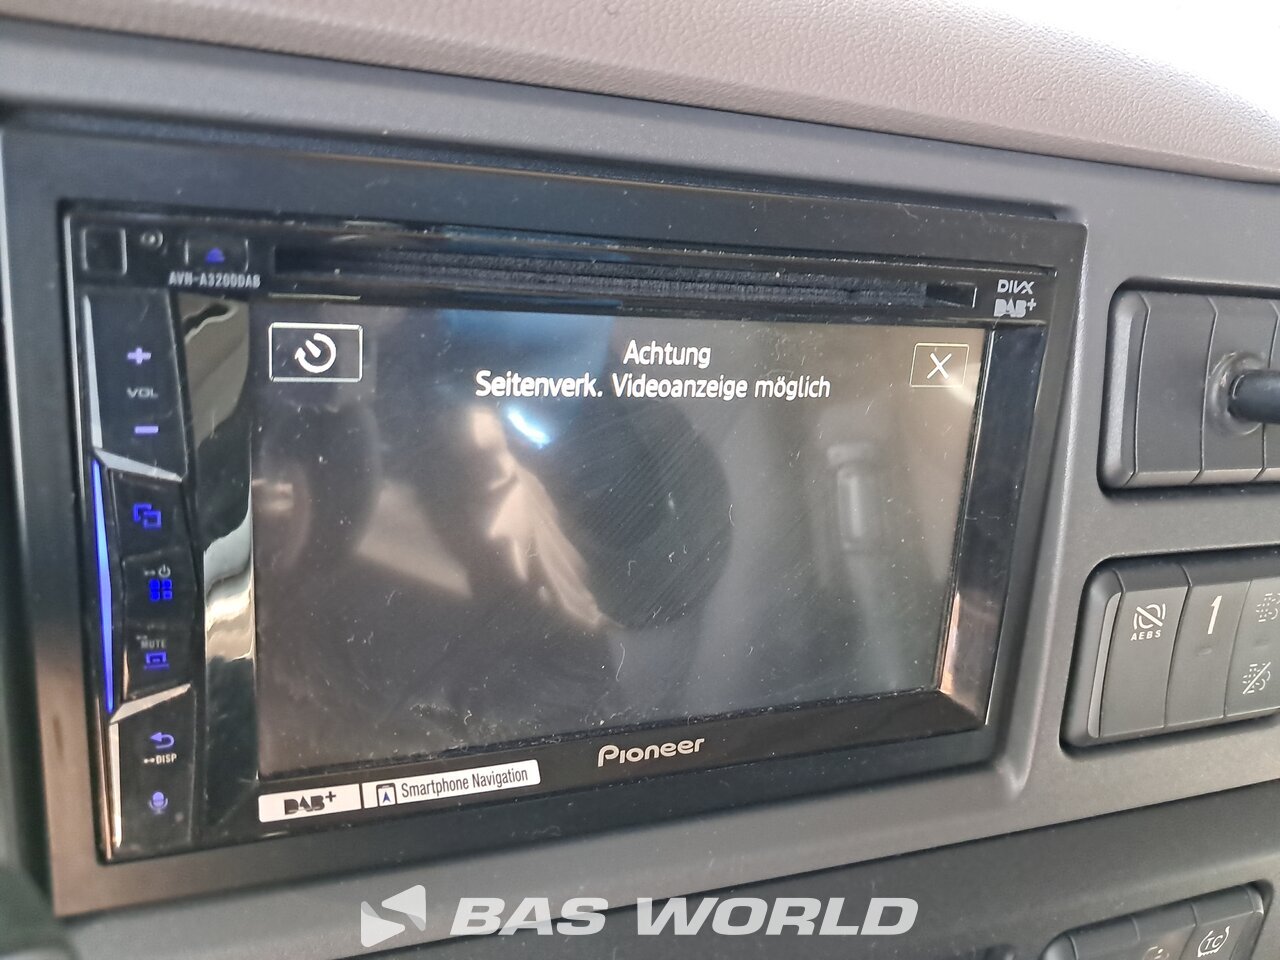 AVH-A3200DAB
DIVX
DAB+
Achtung
Seitenverk. Videoanzeige möglich
VOL
MUTE
DISP
Pioneer
DAB+
Smartphone Navigation
AEBS
1
TC
BAS WORLD